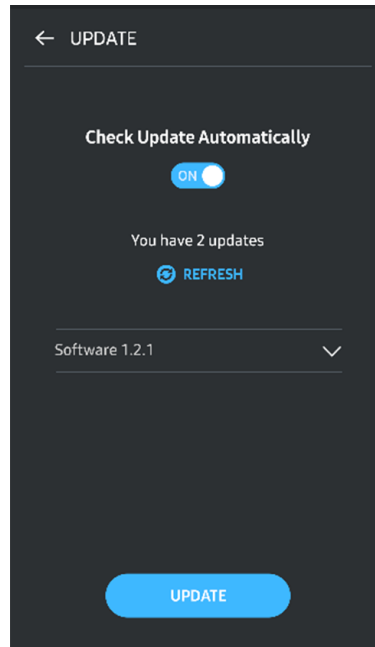 UPDATE
Check Update Automatically
ON
You have 2 updates
REFRESH
Software 1.2.1
UPDATE